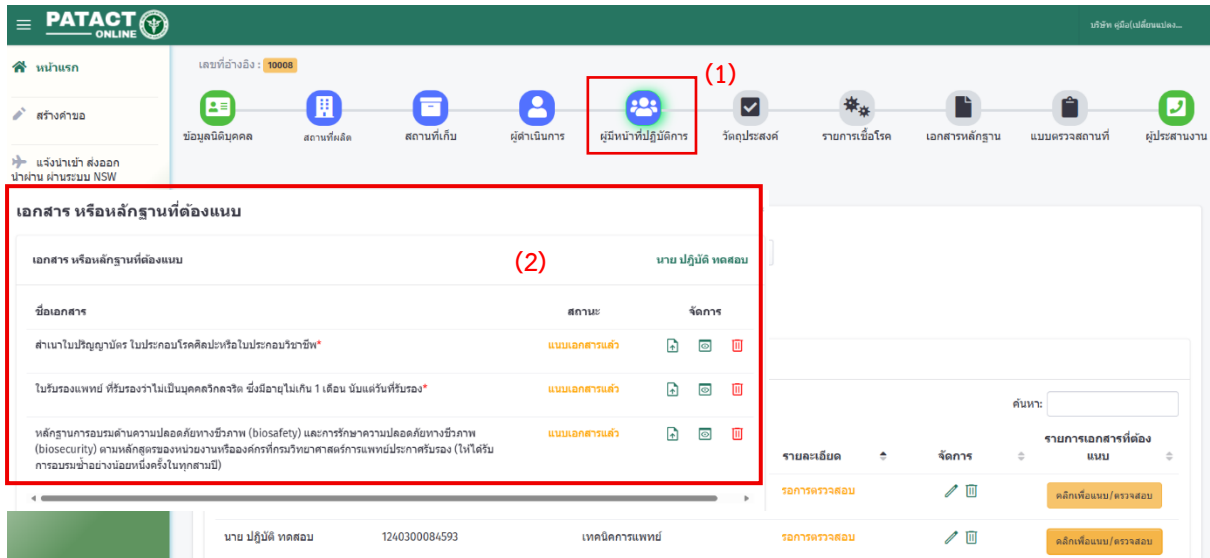 PATACT
ONLINE
บริษัท คู่มือ(เปลี่ยนแปลง...
หน้าแรก
สร้างคำขอ
แจ้งนำเข้า ส่งออก
นำผ่าน ผ่านระบบ NSW
เลขที่อ้างอิง : 10008
(1)
ข้อมูลนิติบุคคล
สถานที่ผลิต
สถานที่เก็บ
ผู้ดำเนินการ
ผู้มีหน้าที่ปฏิบัติการ
วัตถุประสงค์
รายการเชื้อโรค
เอกสารหลักฐาน
แบบตรวจสถานที่
ผู้ประสานงาน
เอกสาร หรือหลักฐานที่ต้องแนบ
เอกสาร หรือหลักฐานที่ต้องแนบ
(2)
นาย ปฎิบัติ ทดสอบ
ชื่อเอกสาร สถานะ จัดการ
สำเนาใบปริญญาบัตร ใบประกอบโรคศิลปะหรือใบประกอบวิชาชีพ* แนบเอกสารแล้ว
ใบรับรองแพทย์ ที่รับรองว่าไม่เป็นบุคคลวิกลจริต ซึ่งมีอายุไม่เกิน 1 เดือน นับแต่วันที่รับรอง* แนบเอกสารแล้ว
หลักฐานการอบรมด้านความปลอดภัยทางชีวภาพ (biosafety) และการรักษาความปลอดภัยทางชีวภาพ แนบเอกสารแล้ว
(biosecurity) ตามหลักสูตรของหน่วยงานหรือองค์กรที่กรมวิทยาศาสตร์การแพทย์ประกาศรับรอง (ให้ได้รับ
การอบรมซ้ำอย่างน้อยหนึ่งครั้งในทุกสามปี)
ค้นหา:
รายละเอียด จัดการ รายการเอกสารที่ต้อง
แนบ
รอการตรวจสอบ คลิกเพื่อแนบ/ตรวจสอบ
นาย ปฎิบัติ ทดสอบ 1240300084593 เทคนิคการแพทย์ รอการตรวจสอบ คลิกเพื่อแนบ/ตรวจสอบ